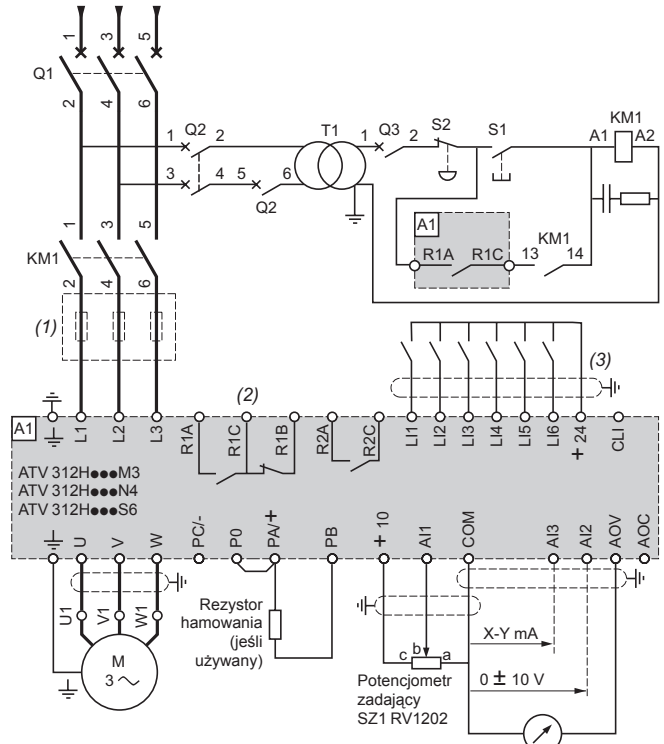 1 3 5
Q1
2 4 6
1 Q2 2
3 4 5 6
Q2
T1
1 Q3 2
S2
S1
KM1
A1 A2
A1
R1A R1C
KM1
13 14
1 3 5
KM1
2 4 6
(1)
(2)
(3)
A1
L1 L2 L3 R1A R1C R1B R2A R2C LI1 LI2 LI3 LI4 LI5 LI6 + 24 CLI
ATV 312H●●●M3
ATV 312H●●●N4
ATV 312H●●●S6
U V W PC/- P0 PA/+ PB + 10 AI1 COM AI3 AI2 AOV AOC
U1 V1 W1
M
3 ~
Rezystor
hamowania
(jeśli
używany)
c b a
Potencjometr
zadający
SZ1 RV1202
X-Y mA
0 ± 10 V